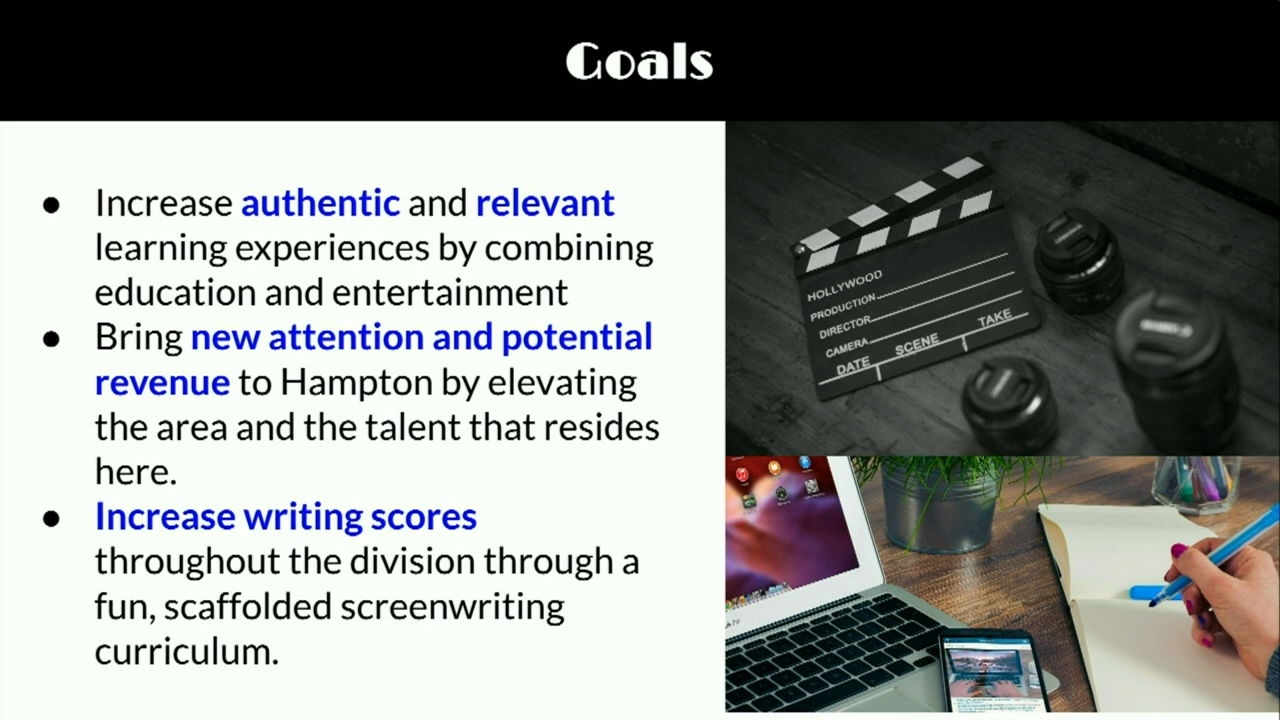 Goals
● Increase authentic and relevant
learning experiences by combining
education and entertainment
● Bring new attention and potential
revenue to Hampton by elevating
the area and the talent that resides
here.
● Increase writing scores
throughout the division through a
fun, scaffolded screenwriting
curriculum.
HOLLYWOOD
PRODUCTION
DIRECTOR
CAMERA
DATE SCENE TAKE